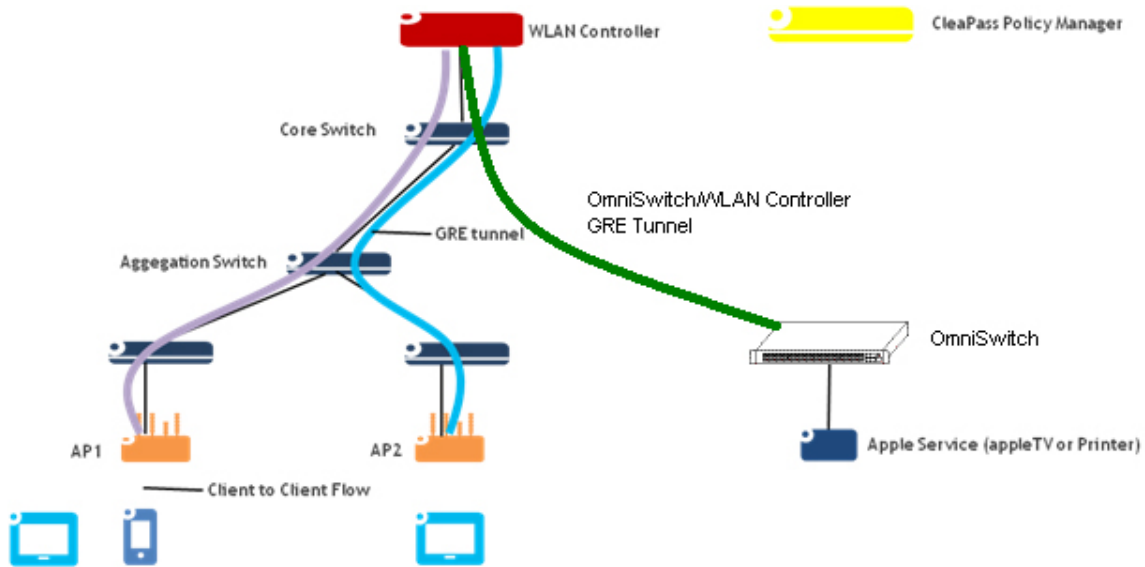 WLAN Controller
CleaPass Policy Manager
Core Switch
OmniSwitch/WLAN Controller
GRE Tunnel
GRE tunnel
Aggegation Switch
OmniSwitch
AP1
AP2
Apple Service (appleTV or Printer)
Client to Client Flow